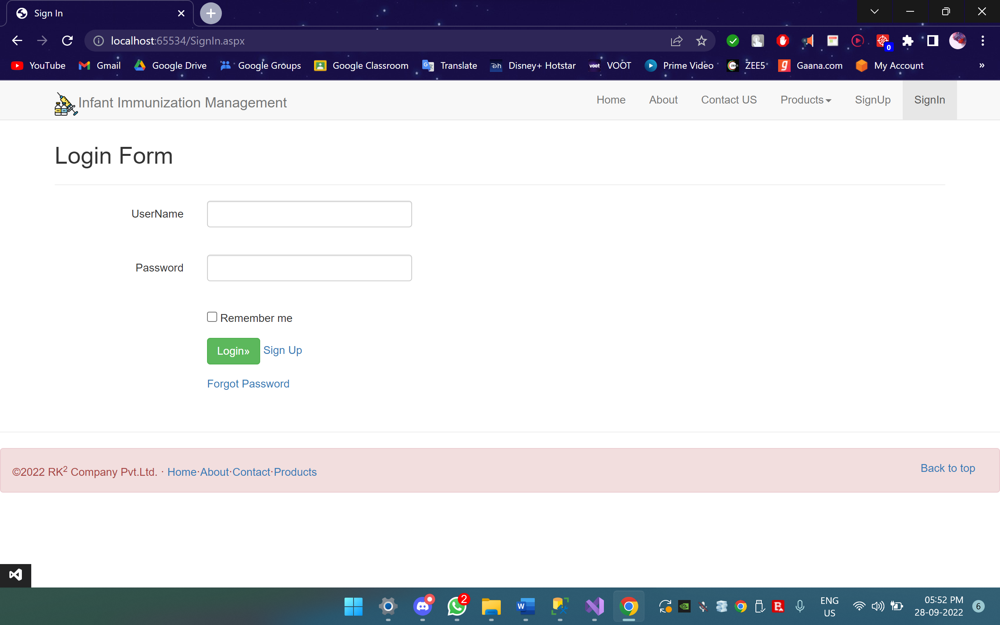 Sign In
localhost:65534/SignIn.aspx
0
YouTube Gmail Google Drive Google Groups Google Classroom Translate Disney+ Hotstar voot VOOT Prime Video ZEE5 Gaana.com My Account »
Infant Immunization Management Home About Contact US Products SignUp SignIn
Login Form
UserName
Password
Remember me
Login» Sign Up
Forgot Password
©2022 RK² Company Pvt.Ltd. · Home·About·Contact·Products Back to top
2
ENG
US
05:52 PM
28-09-2022
6